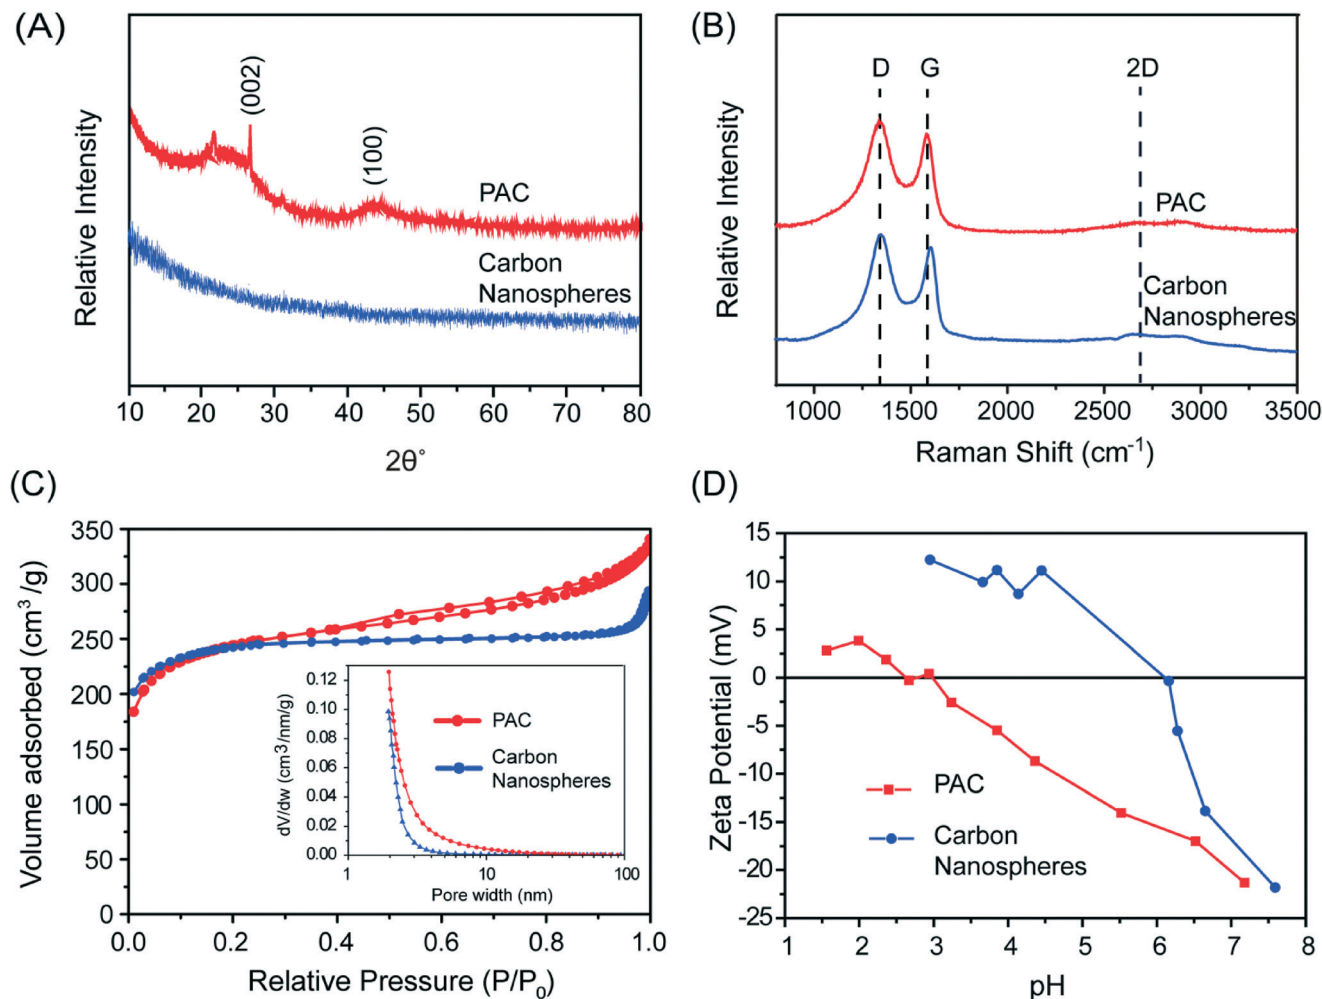 (A)
Relative Intensity
(002)
(100)
PAC
Carbon
Nanospheres
10 20 30 40 50 60 70 80
2θ°
(B)
Relative Intensity
D G 2D
PAC
Carbon
Nanospheres
1000 1500 2000 2500 3000 3500
Raman Shift (cm⁻¹)
(C)
Volume adsorbed (cm³ /g)
350
300
250
200
150
100
50
0
0.0 0.2 0.4 0.6 0.8 1.0
Relative Pressure (P/P₀)
dV/dw (cm³/nm/g)
0.12
0.10
0.08
0.06
0.04
0.02
0.00
1 10 100
Pore width (nm)
PAC
Carbon
Nanospheres
(D)
Zeta Potential (mV)
15
10
5
0
-5
-10
-15
-20
-25
PAC
Carbon
Nanospheres
1 2 3 4 5 6 7 8
pH